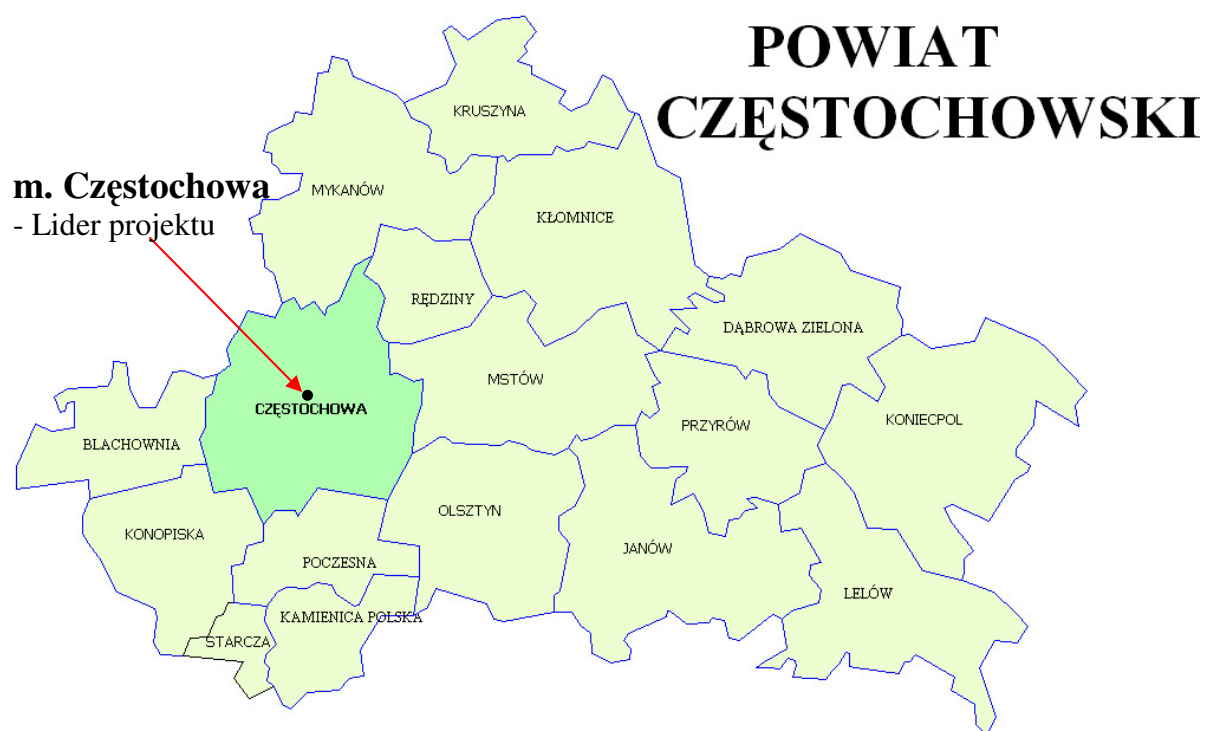 POWIAT
CZĘSTOCHOWSKI
m. Częstochowa
- Lider projektu
KRUSZYNA
MYKANÓW
KŁOMNICE
RĘDZINY
DĄBROWA ZIELONA
MSTÓW
CZĘSTOCHOWA
PRZYRÓW
KONIECPOL
BLACHOWNIA
OLSZTYN
KONOPISKA
JANÓW
POCZESNA
LELÓW
KAMIENICA POLSKA
STARCZA